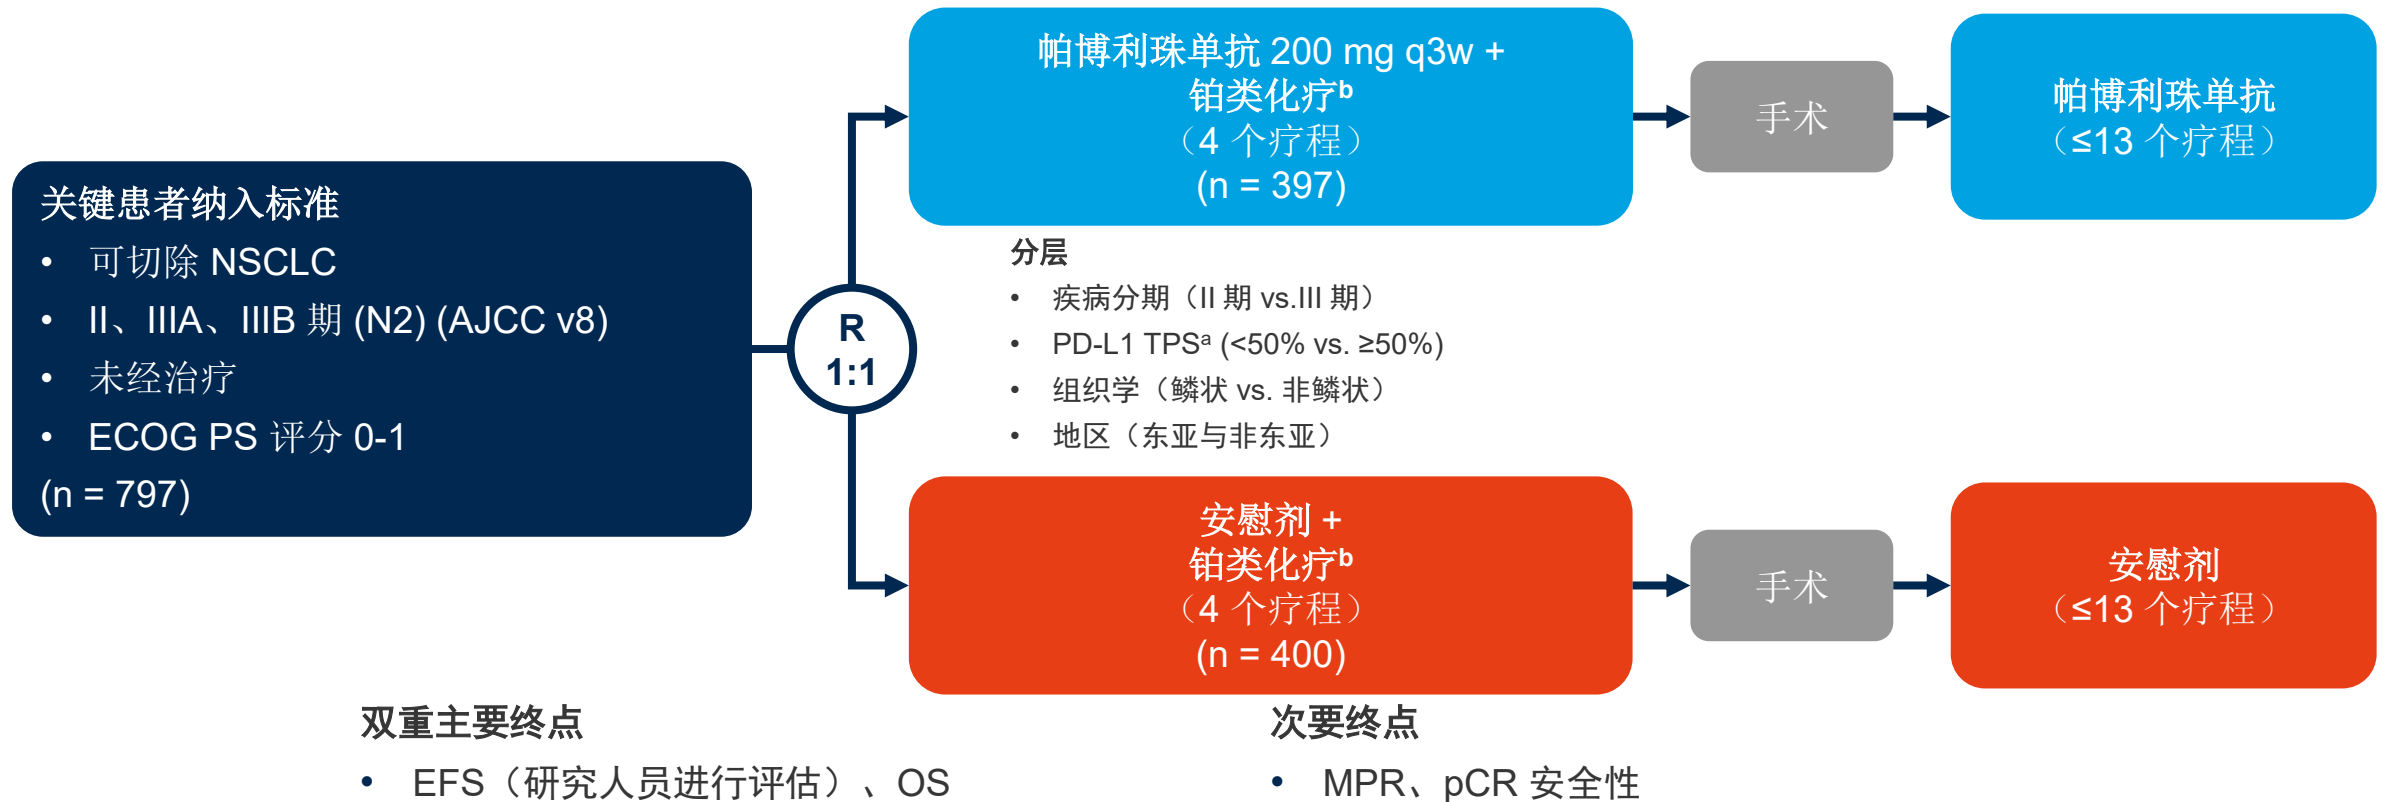 关键患者纳入标准
• 可切除 NSCLC
• II、IIIA、IIIB 期 (N2) (AJCC v8)
• 未经治疗
• ECOG PS 评分 0-1
(n = 797)
R
1:1
帕博利珠单抗 200 mg q3w +
铂类化疗ᵇ
（4 个疗程）
(n = 397)
手术
帕博利珠单抗
（≤13 个疗程）
分层
• 疾病分期（II 期 vs.III 期）
• PD-L1 TPSᵃ (<50% vs. ≥50%)
• 组织学（鳞状 vs. 非鳞状）
• 地区（东亚与非东亚）
安慰剂 +
铂类化疗ᵇ
（4 个疗程）
(n = 400)
手术
安慰剂
（≤13 个疗程）
双重主要终点
• EFS（研究人员进行评估）、OS
次要终点
• MPR、pCR 安全性